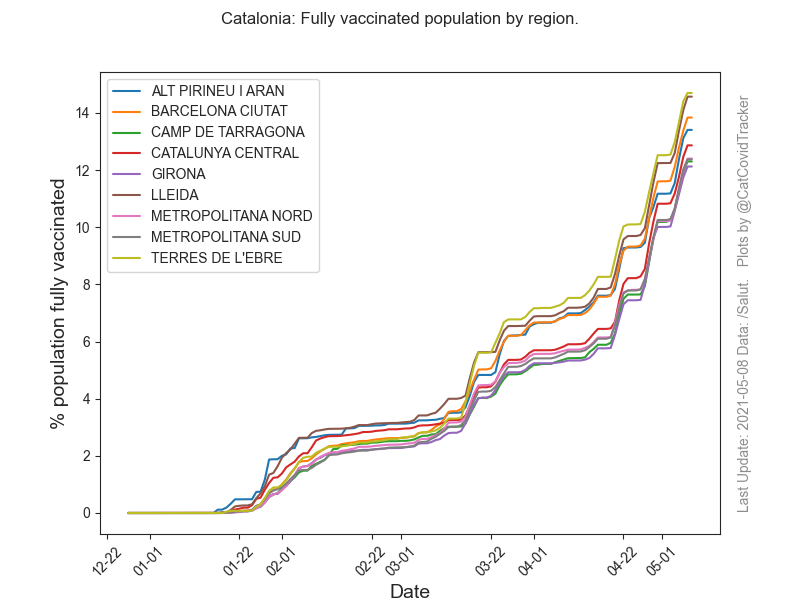 Catalonia: Fully vaccinated population by region.
ALT PIRINEU I ARAN
BARCELONA CIUTAT
CAMP DE TARRAGONA
CATALUNYA CENTRAL
GIRONA
LLEIDA
METROPOLITANA NORD
METROPOLITANA SUD
TERRES DE L'EBRE
% population fully vaccinated
14
12
10
8
6
4
2
0
12-22
01-01
01-22
02-01
02-22
03-01
03-22
04-01
04-22
05-01
Date
Last Update: 2021-05-08 Data: /Salut. Plots by @CatCovidTracker